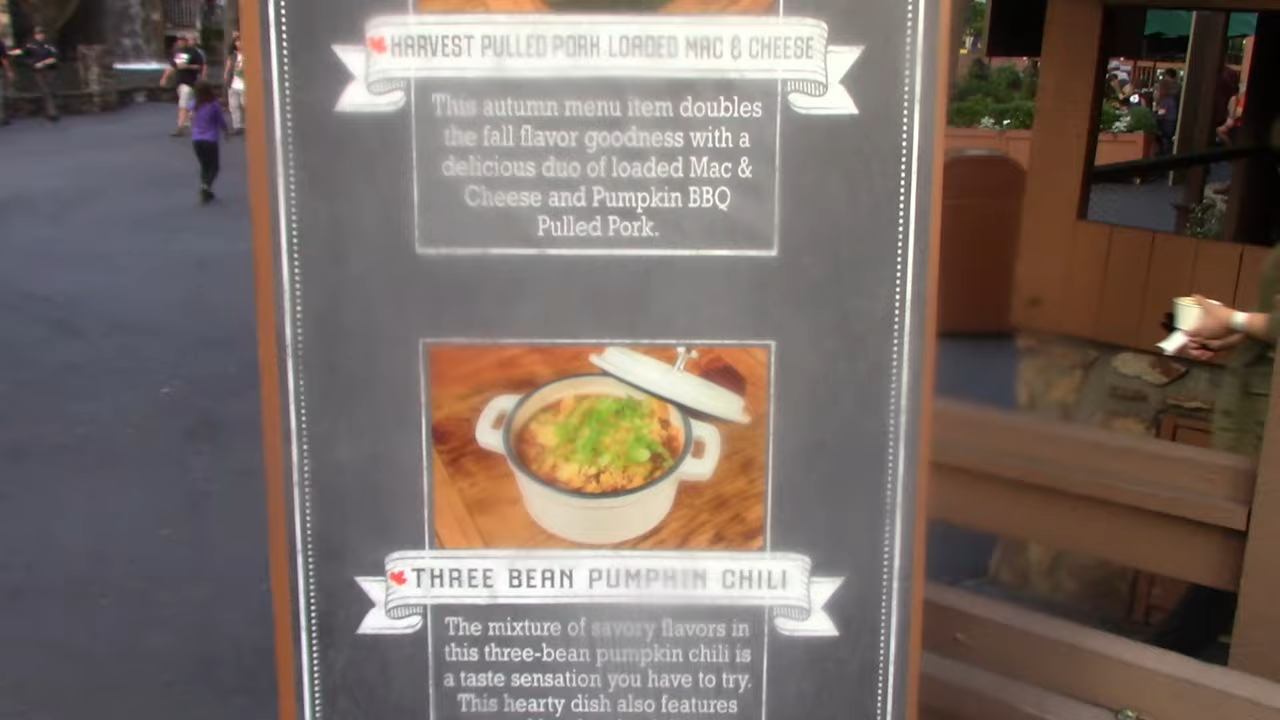 HARVEST PULLED PORK LOADED MAC & CHEESE
This autumn menu item doubles
the fall flavor goodness with a
delicious duo of loaded Mac &
Cheese and Pumpkin BBQ
Pulled Pork.
THREE BEAN PUMPKIN CHILI
The mixture of savory flavors in
this three-bean pumpkin chili is
a taste sensation you have to try.
This hearty dish also features